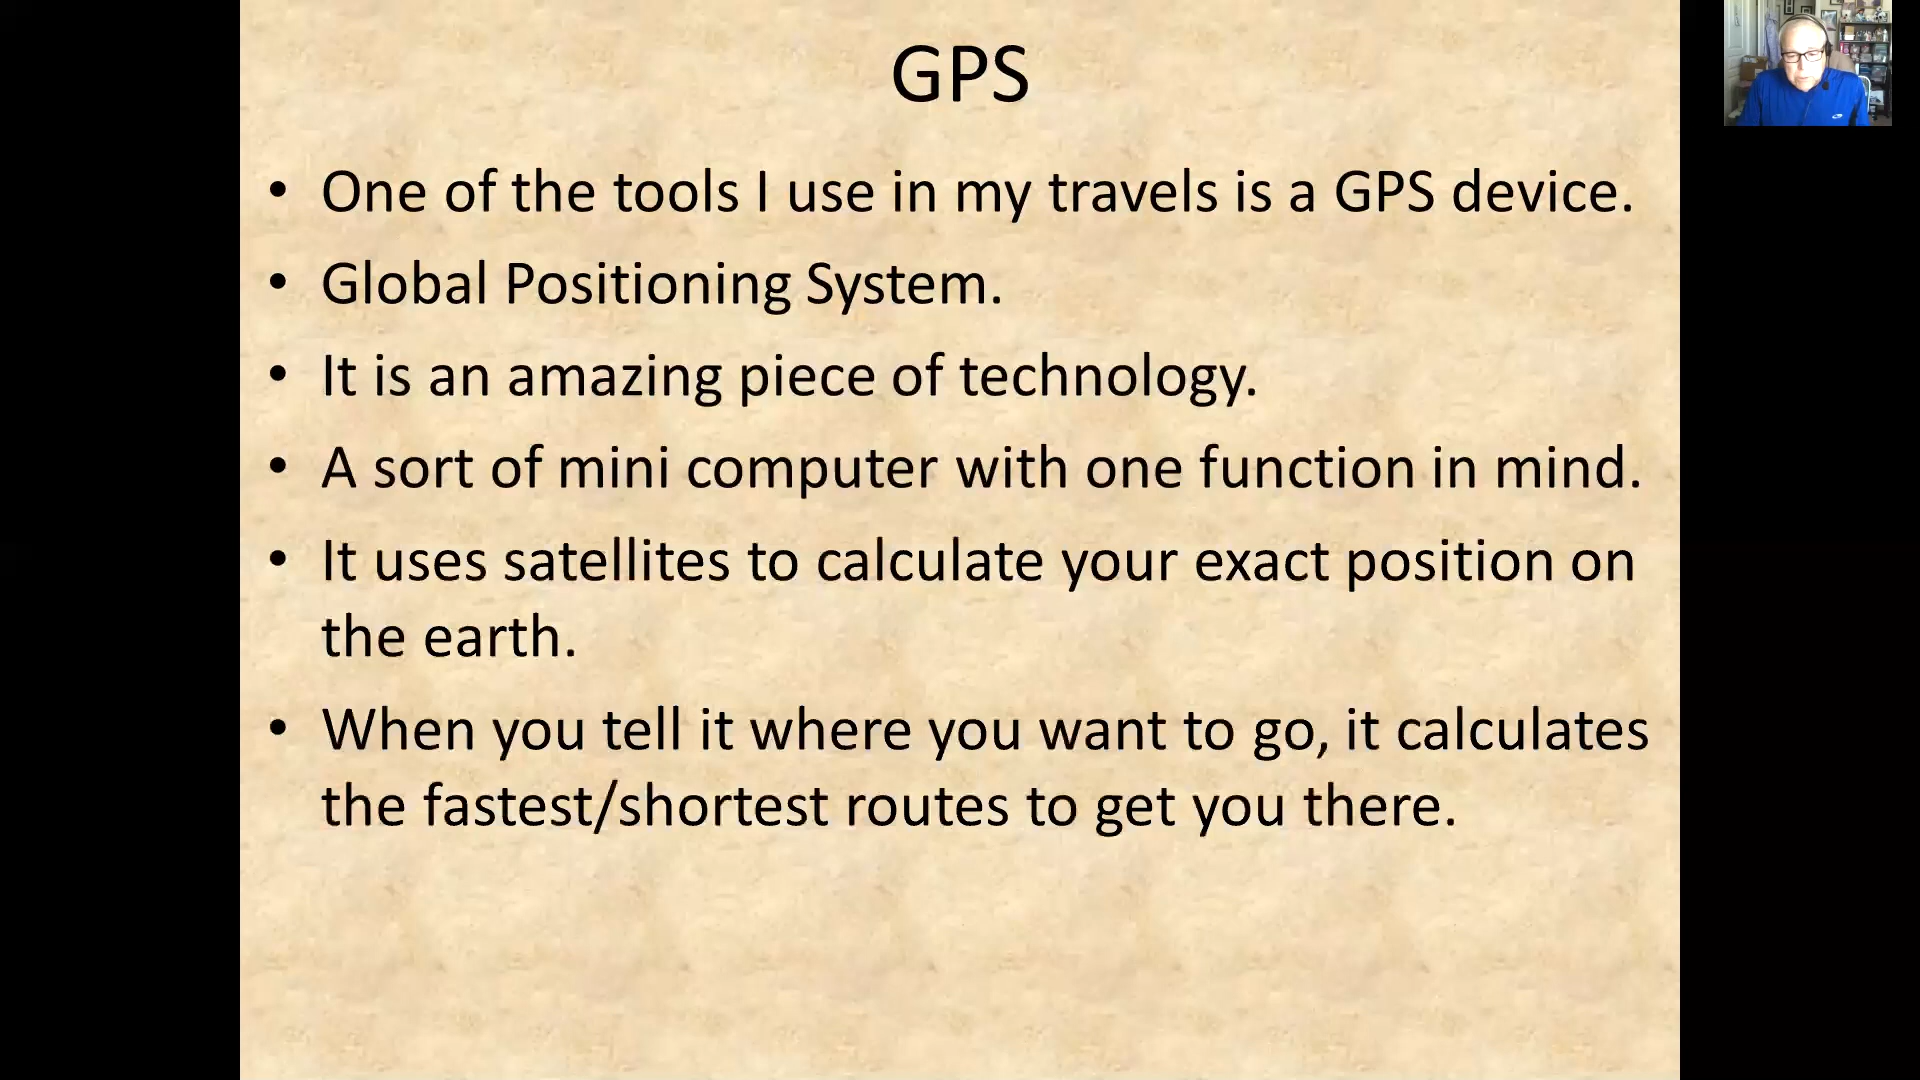 GPS
• One of the tools I use in my travels is a GPS device.
• Global Positioning System.
• It is an amazing piece of technology.
• A sort of mini computer with one function in mind.
• It uses satellites to calculate your exact position on
the earth.
• When you tell it where you want to go, it calculates
the fastest/shortest routes to get you there.